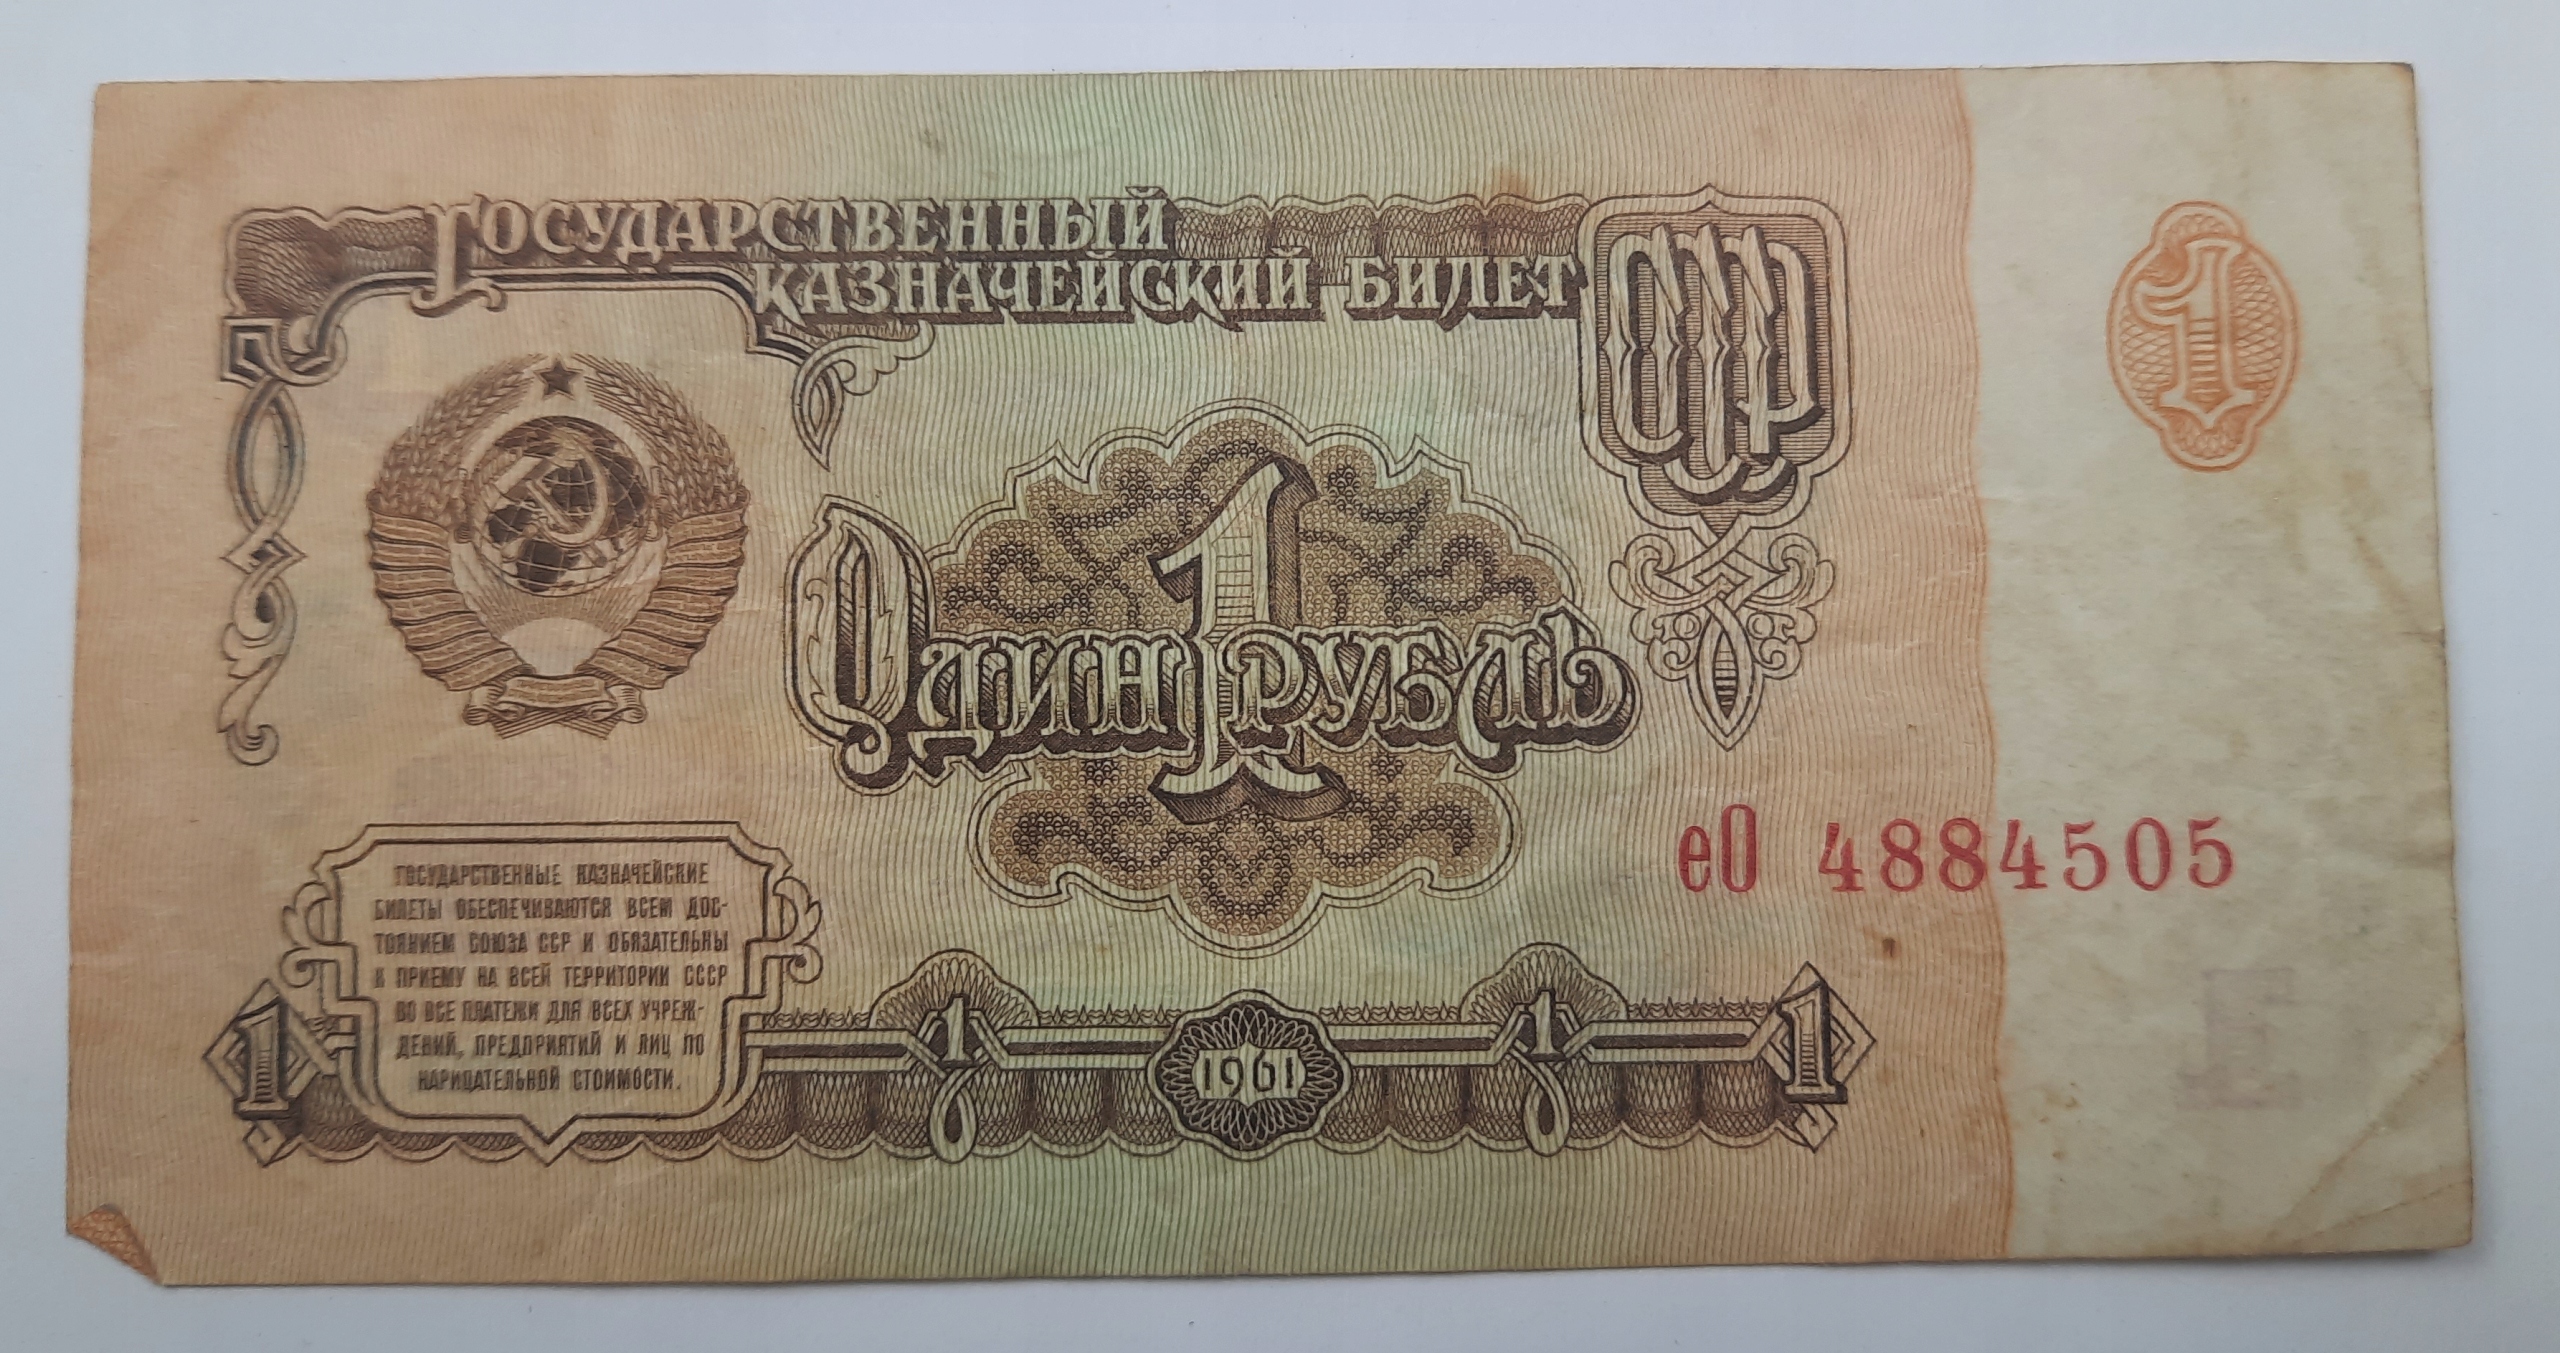 ГОСУДАРСТВЕННЫЙ
КАЗНАЧЕЙСКИЙ БИЛЕТ
СССР
1
1
ОДИН РУБЛЬ
еО 4884505
ГОСУДАРСТВЕННЫЕ КАЗНАЧЕЙСКИЕ
БИЛЕТЫ ОБЕСПЕЧИВАЮТСЯ ВСЕМ ДОС-
ТОЯНИЕМ СОЮЗА ССР И ОБЯЗАТЕЛЬНЫ
К ПРИЕМУ НА ВСЕЙ ТЕРРИТОРИИ СССР
ВО ВСЕ ПЛАТЕЖИ ДЛЯ ВСЕХ УЧРЕЖ-
ДЕНИЙ, ПРЕДПРИЯТИЙ И ЛИЦ ПО
НАРИЦАТЕЛЬНОЙ СТОИМОСТИ.
1 1 1961 1 1